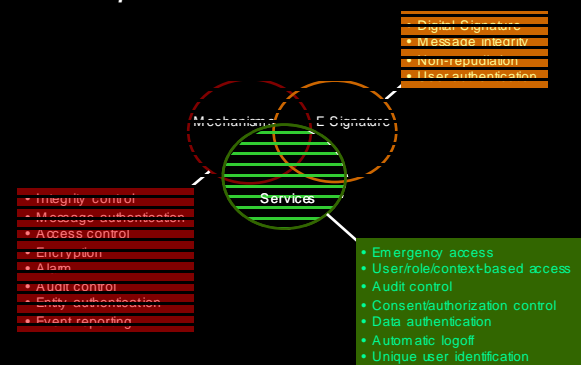 • Digital Signature
• Message integrity
• Non-repudiation
• User authentication
Mechanisms
E Signature
Services
• Integrity control
• Message authentication
• Access control
• Encryption
• Alarm
• Audit control
• Entity authentication
• Event reporting
• Emergency access
• User/role/context-based access
• Audit control
• Consent/authorization control
• Data authentication
• Automatic logoff
• Unique user identification